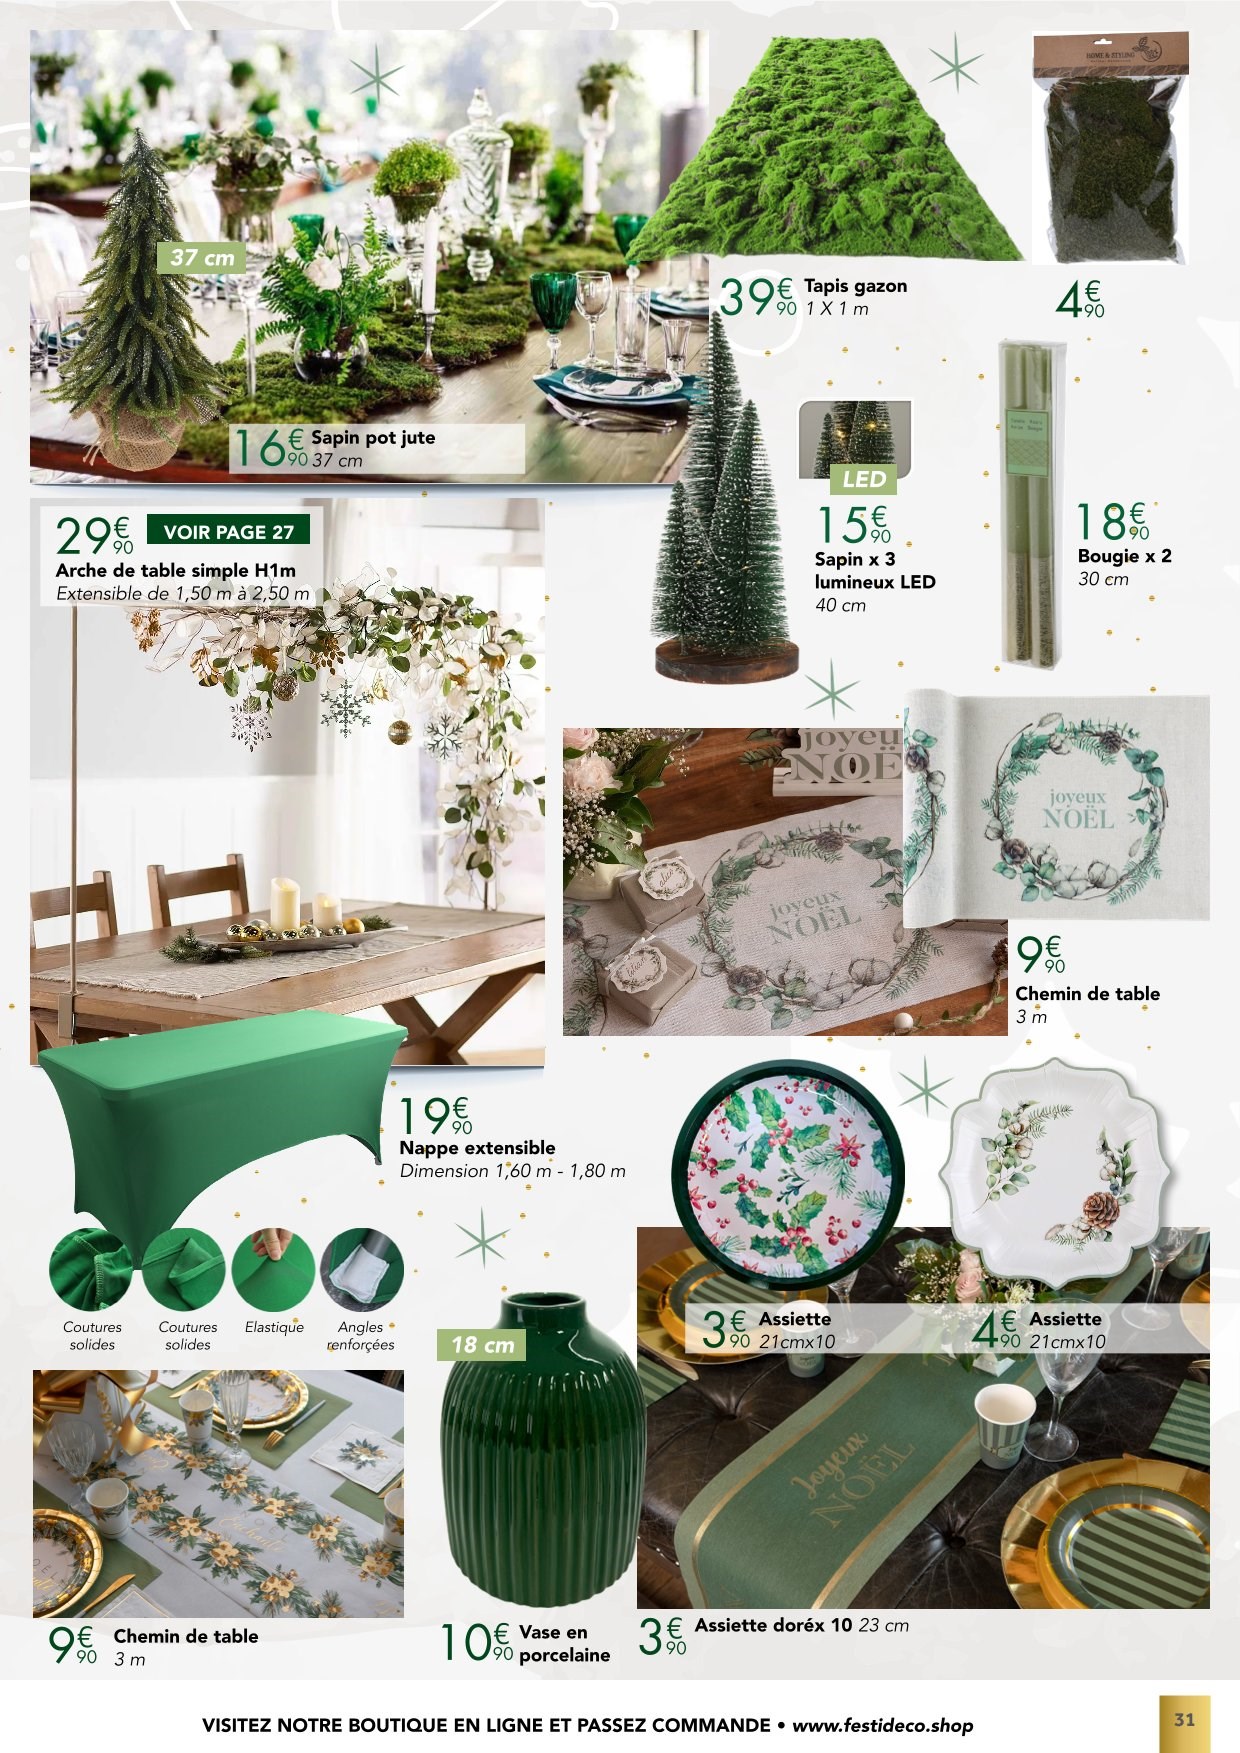 HOME & STYLING
37 cm
39€90 Tapis gazon
1 X 1 m
4€90
16€90 Sapin pot jute
37 cm
LED
15€90
Sapin x 3
lumineux LED
40 cm
18€90
Bougie x 2
30 cm
29€90 VOIR PAGE 27
Arche de table simple H1m
Extensible de 1,50 m à 2,50 m
joyeu
NOË
joyeux
NOËL
joyeux
NOËL
9€90
Chemin de table
3 m
19€90
Nappe extensible
Dimension 1,60 m - 1,80 m
Coutures
solides
Coutures
solides
Elastique
Angles
renforçées
3€90 Assiette
21cmx10
4€90 Assiette
21cmx10
18 cm
Joyeux
NOËL
9€90 Chemin de table
3 m
10€90 Vase en
porcelaine
3€90 Assiette doréx 10 23 cm
VISITEZ NOTRE BOUTIQUE EN LIGNE ET PASSEZ COMMANDE • www.festideco.shop
31